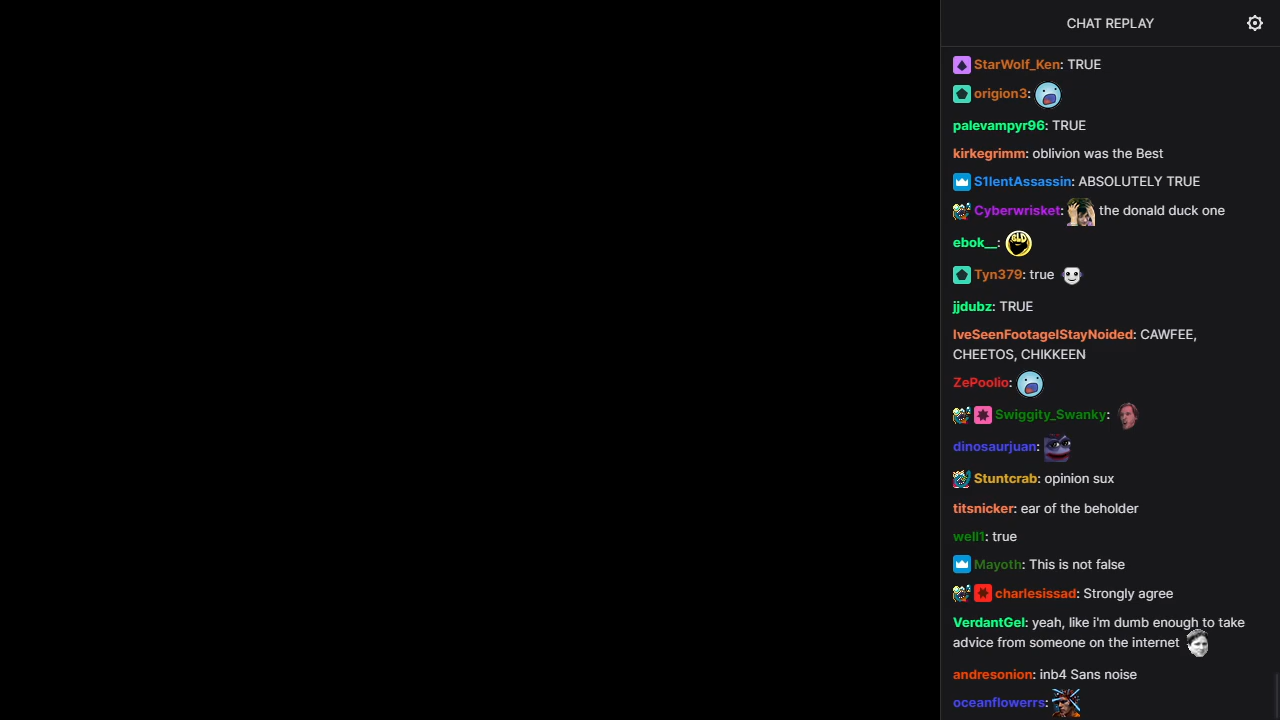 CHAT REPLAY
StarWolf_Ken: TRUE
origion3:
palevampyr96: TRUE
kirkegrimm: oblivion was the Best
S1lentAssassin: ABSOLUTELY TRUE
Cyberwrisket: the donald duck one
ebok__: GLD
Tyn379: true
jjdubz: TRUE
IveSeenFootageIStayNoided: CAWFEE,
CHEETOS, CHIKKEEN
ZePoolio:
Swiggity_Swanky:
dinosaurjuan:
Stuntcrab: opinion sux
titsnicker: ear of the beholder
well1: true
Mayoth: This is not false
charlesissad: Strongly agree
VerdantGel: yeah, like i'm dumb enough to take
advice from someone on the internet
andresonion: inb4 Sans noise
oceanflowerrs: